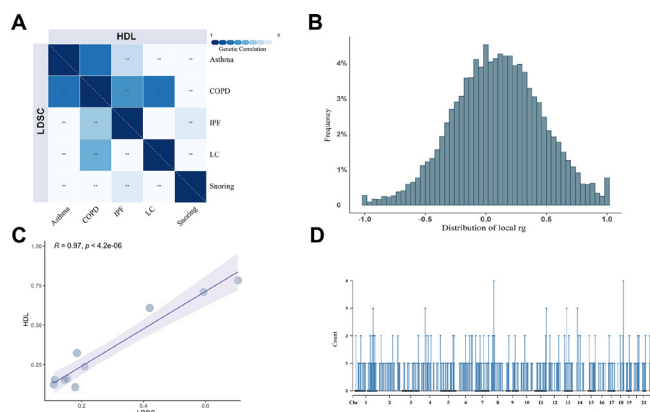 A
HDL
LDSC
1
0
Genetic Correlation
Asthma
COPD
IPF
LC
Snoring
Asthma
COPD
IPF
LC
Snoring
B
Frequency
4%
3%
2%
1%
-1.0
-0.5
0.0
0.5
1.0
Distribution of local rg
C
R = 0.97, p < 4.2e-06
HDL
1.00
0.75
0.50
0.25
0.2
0.4
0.6
LDSC
D
Count
4
3
2
1
0
Chr 1 2 3 4 5 6 7 8 9 10 11 12 13 14 15 16 17 18 19 21